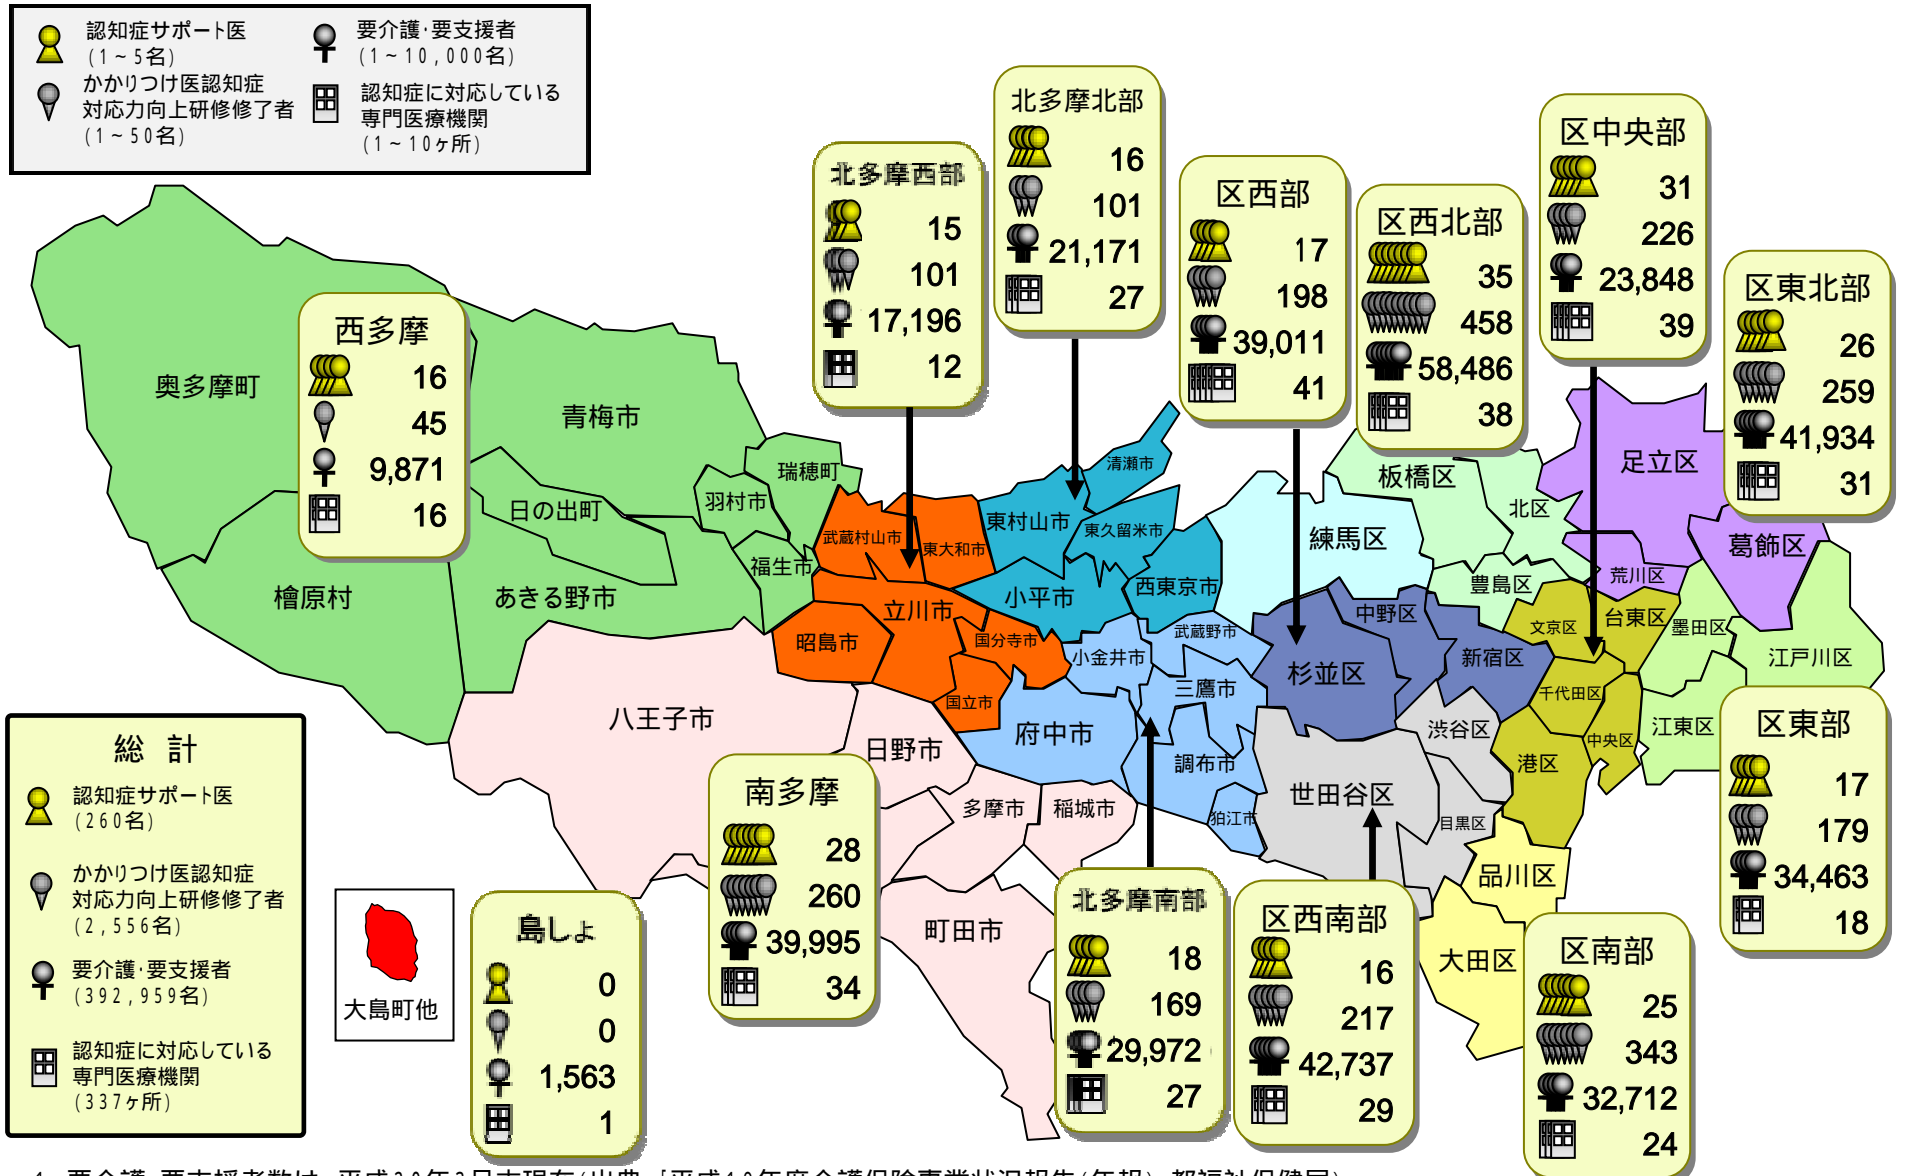 認知症サポート医
(1~5名)
かかりつけ医認知症
対応力向上研修修了者
(1~50名)
要介護・要支援者
(1~10,000名)
認知症に対応している
専門医療機関
(1~10ヶ所)
北多摩西部
15
101
17,196
12
北多摩北部
16
101
21,171
27
区西部
17
198
39,011
41
区西北部
35
458
58,486
38
区中央部
31
226
23,848
39
区東北部
26
259
41,934
31
西多摩
16
45
9,871
16
奥多摩町
青梅市
瑞穂町
羽村市
日の出町
福生市
檜原村
あきる野市
武蔵村山市
東大和市
立川市
昭島市
国分寺市
国立市
清瀬市
東村山市
東久留米市
小平市
西東京市
武蔵野市
小金井市
三鷹市
府中市
調布市
狛江市
八王子市
日野市
多摩市
稲城市
町田市
練馬区
板橋区
北区
豊島区
足立区
葛飾区
荒川区
中野区
杉並区
新宿区
文京区
台東区
千代田区
中央区
港区
墨田区
江戸川区
江東区
渋谷区
世田谷区
目黒区
品川区
大田区
総 計
認知症サポート医
(260名)
かかりつけ医認知症
対応力向上研修修了者
(2,556名)
要介護・要支援者
(392,959名)
認知症に対応している
専門医療機関
(337ヶ所)
大島町他
島しょ
0
0
1,563
1
南多摩
28
260
39,995
34
北多摩南部
18
169
29,972
27
区西南部
16
217
42,737
29
区南部
25
343
32,712
24
区東部
17
179
34,463
18